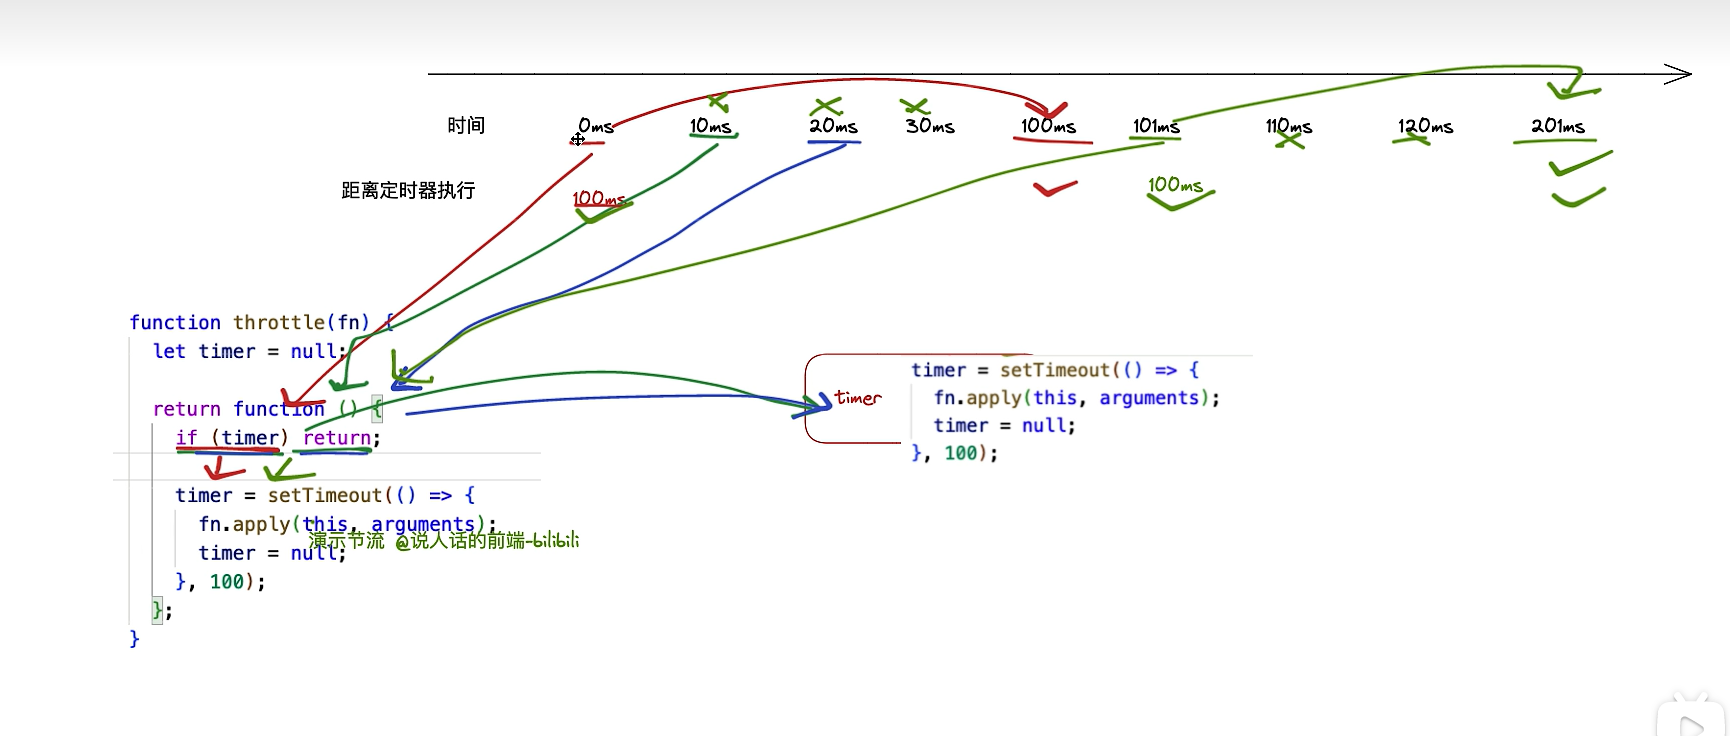 时间 0ms 10ms 20ms 30ms 100ms 101ms 110ms 120ms 201ms
距离定时器执行 100ms 100ms
function throttle(fn) {
let timer = null;
return function () {
if (timer) return;
timer = setTimeout(() => {
fn.apply(this, arguments);
timer = null;
}, 100);
};
}
演示节流 @说人话的前端-bilibili
timer
timer = setTimeout(() => {
fn.apply(this, arguments);
timer = null;
}, 100);